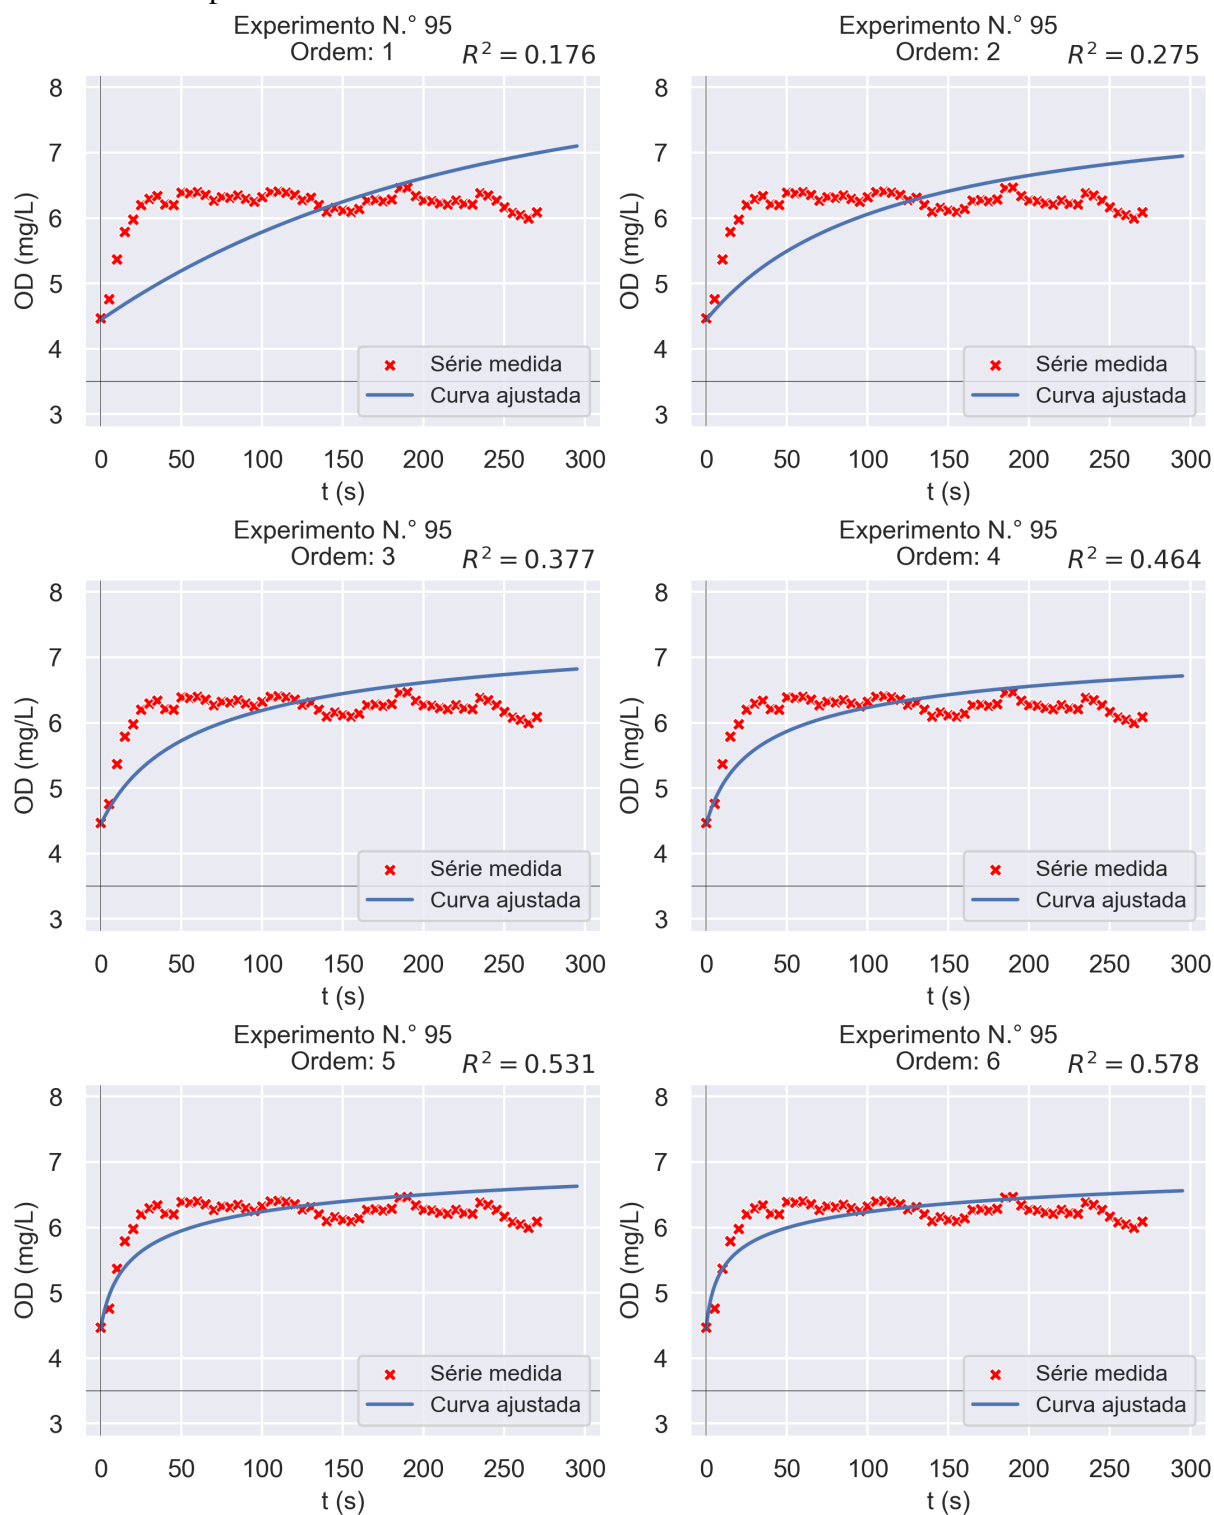 Experimento N.° 95
Ordem: 1
R² = 0.176
8
7
6
5
4
3
OD (mg/L)
Série medida
Curva ajustada
0 50 100 150 200 250 300
t (s)
Experimento N.° 95
Ordem: 2
R² = 0.275
8
7
6
5
4
3
OD (mg/L)
Série medida
Curva ajustada
0 50 100 150 200 250 300
t (s)
Experimento N.° 95
Ordem: 3
R² = 0.377
8
7
6
5
4
3
OD (mg/L)
Série medida
Curva ajustada
0 50 100 150 200 250 300
t (s)
Experimento N.° 95
Ordem: 4
R² = 0.464
8
7
6
5
4
3
OD (mg/L)
Série medida
Curva ajustada
0 50 100 150 200 250 300
t (s)
Experimento N.° 95
Ordem: 5
R² = 0.531
8
7
6
5
4
3
OD (mg/L)
Série medida
Curva ajustada
0 50 100 150 200 250 300
t (s)
Experimento N.° 95
Ordem: 6
R² = 0.578
8
7
6
5
4
3
OD (mg/L)
Série medida
Curva ajustada
0 50 100 150 200 250 300
t (s)